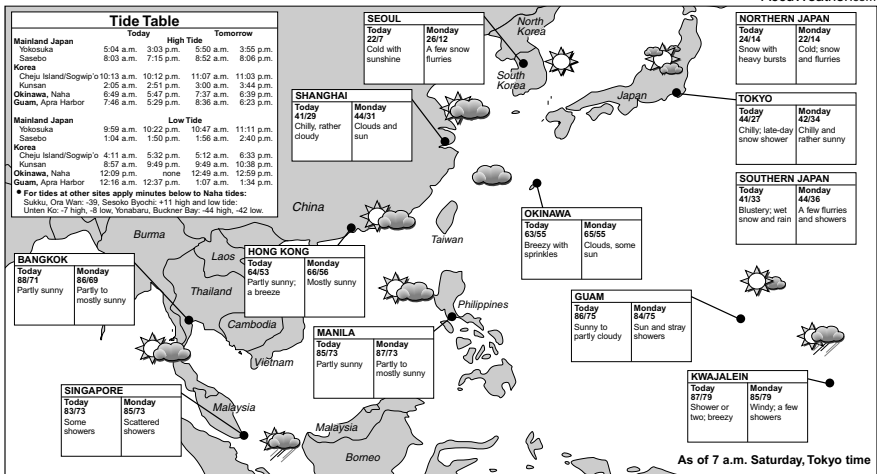 Tide Table
Today Tomorrow
Mainland Japan High Tide
Yokosuka 5:04 a.m. 3:03 p.m. 5:50 a.m. 3:55 p.m.
Sasebo 8:03 a.m. 7:15 p.m. 8:52 a.m. 8:06 p.m.
Korea
Cheju Island/Sogwip'o 10:13 a.m. 10:12 p.m. 11:07 a.m. 11:03 p.m.
Kunsan 2:05 a.m. 2:51 p.m. 3:00 a.m. 3:44 p.m.
Okinawa, Naha 6:49 a.m. 5:47 p.m. 7:37 a.m. 6:39 p.m.
Guam, Apra Harbor 7:46 a.m. 5:29 p.m. 8:36 a.m. 6:23 p.m.
Mainland Japan Low Tide
Yokosuka 9:59 a.m. 10:22 p.m. 10:47 a.m. 11:11 p.m.
Sasebo 1:04 a.m. 1:50 p.m. 1:56 a.m. 2:40 p.m.
Korea
Cheju Island/Sogwip'o 4:11 a.m. 5:32 p.m. 5:12 a.m. 6:33 p.m.
Kunsan 8:57 a.m. 9:49 p.m. 9:49 a.m. 10:38 p.m.
Okinawa, Naha 12:09 p.m. none 12:49 a.m. 12:59 p.m.
Guam, Apra Harbor 12:16 a.m. 12:37 p.m. 1:07 a.m. 1:34 p.m.
• For tides at other sites apply minutes below to Naha tides:
Sukku, Ora Wan: -39, Sesoko Byochi: +11 high and low tide:
Unten Ko: -7 high, -8 low, Yonabaru, Buckner Bay: -44 high, -42 low.
SEOUL
Today Monday
22/7 26/12
Cold with A few snow
sunshine flurries
North
Korea
South
Korea
Japan
NORTHERN JAPAN
Today Monday
24/14 22/14
Snow with Cold; snow
heavy bursts and flurries
SHANGHAI
Today Monday
41/29 44/31
Chilly, rather Clouds and
cloudy sun
TOKYO
Today Monday
44/27 42/34
Chilly; late-day Chilly and
snow shower rather sunny
SOUTHERN JAPAN
Today Monday
41/33 44/36
Blustery; wet A few flurries
snow and rain and showers
China
Taiwan
OKINAWA
Today Monday
63/55 65/55
Breezy with Clouds, some
sprinkles sun
Burma
Laos
Thailand
Cambodia
Vietnam
Philippines
BANGKOK
Today Monday
88/71 86/69
Partly sunny Partly to
mostly sunny
HONG KONG
Today Monday
64/53 66/56
Partly sunny; Mostly sunny
a breeze
GUAM
Today Monday
86/75 84/75
Sunny to Sun and stray
partly cloudy showers
MANILA
Today Monday
85/73 87/73
Partly sunny Partly to
mostly sunny
KWAJALEIN
Today Monday
87/79 85/79
Shower or Windy; a few
two; breezy showers
SINGAPORE
Today Monday
83/73 85/73
Some Scattered
showers showers
Malaysia
Malaysia
Borneo
As of 7 a.m. Saturday, Tokyo time